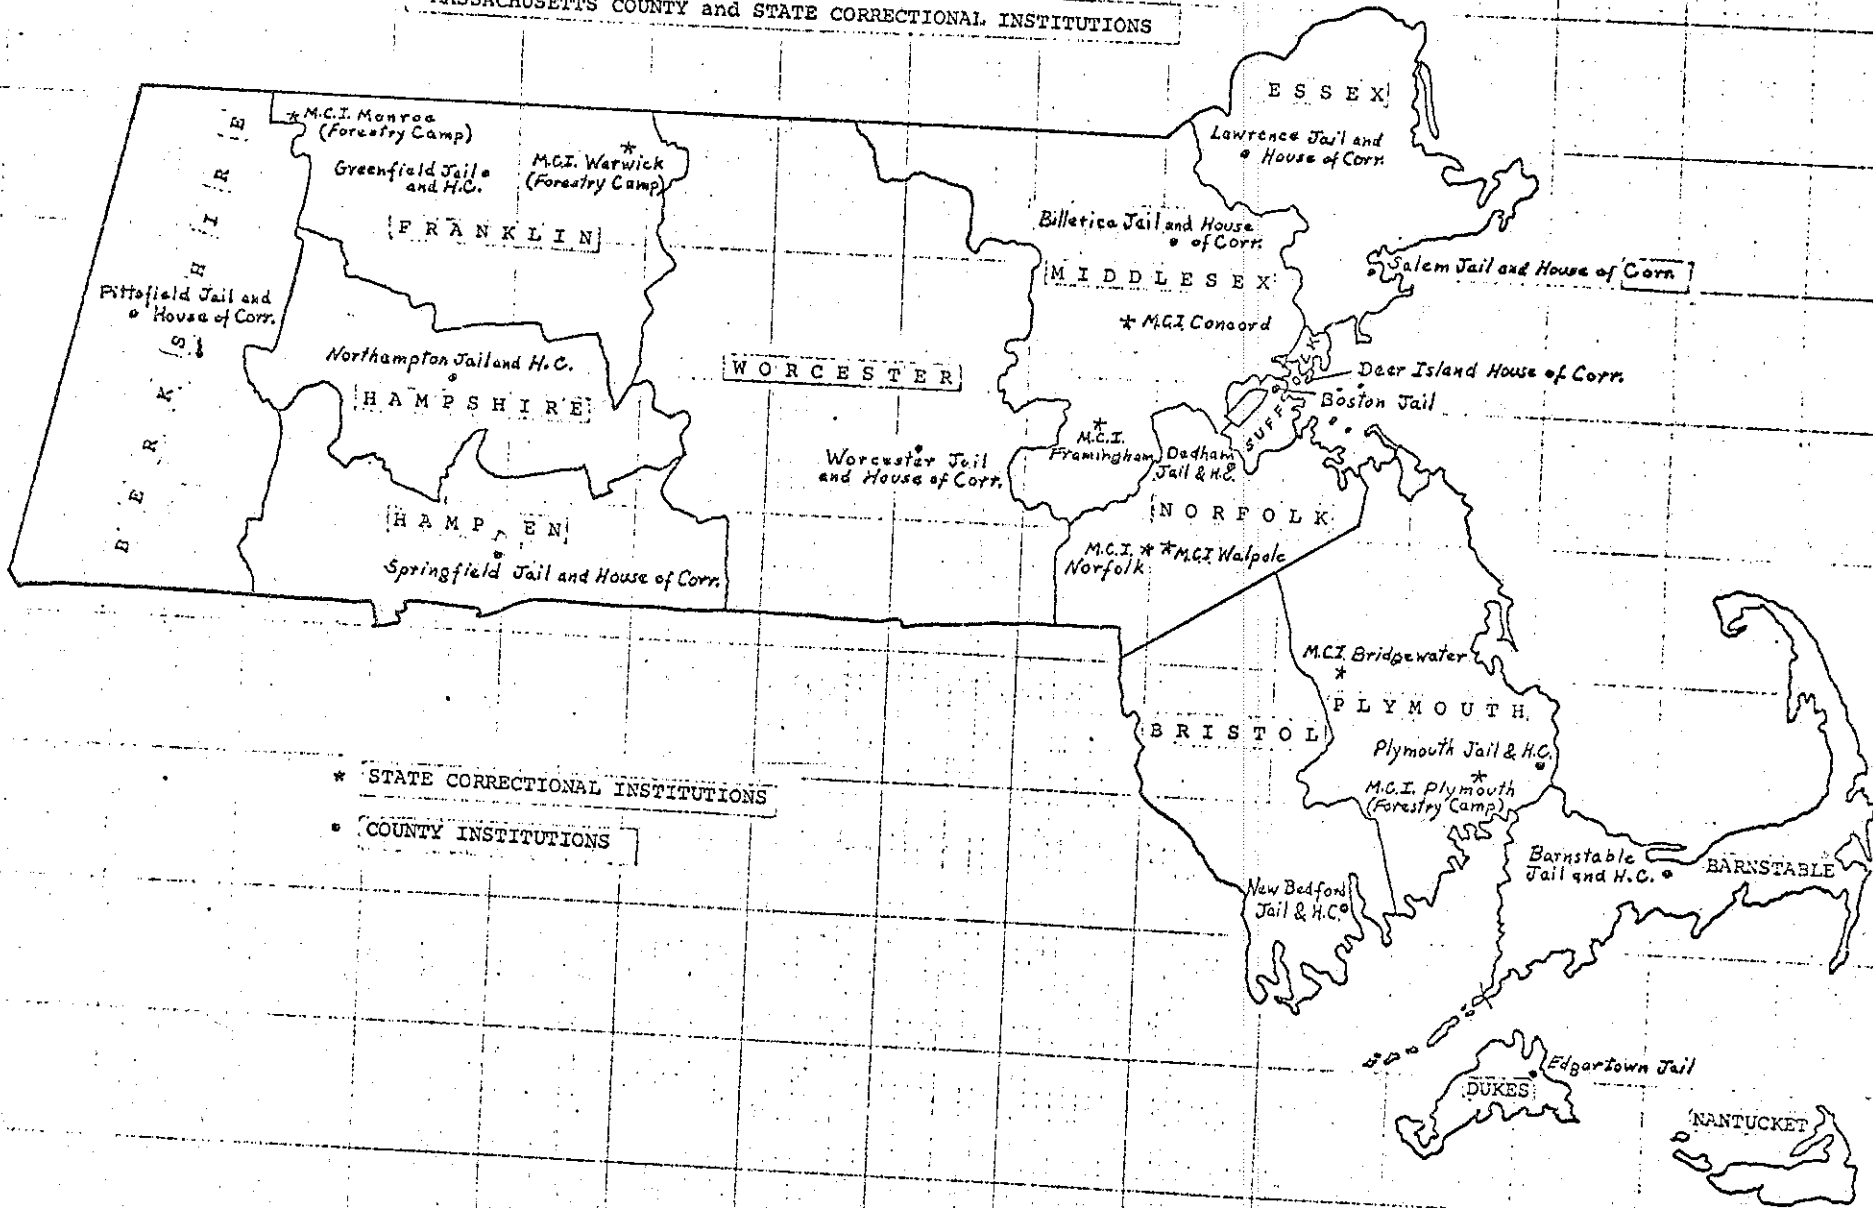 MASSACHUSETTS COUNTY and STATE CORRECTIONAL INSTITUTIONS
ESSEX
Lawrence Jail and
House of Corr.
* M.C.I. Monroe
(Forestry Camp)
Greenfield Jail
and H.C.
*
M.C.I. Warwick
(Forestry Camp)
FRANKLIN
BERKSHIRE
Pittsfield Jail and
House of Corr.
Billerica Jail and House
of Corr.
MIDDLESEX
Salem Jail and House of Corr
* M.C.I. Concord
Northampton Jail and H.C.
HAMPSHIRE
WORCESTER
Deer Island House of Corr.
Boston Jail
SUFF LK
*
M.C.I.
Framingham
Dedham
Jail & H.C.
Worcester Jail
and House of Corr.
NORFOLK
HAMP EN
Springfield Jail and House of Corr.
M.C.I. *
Norfolk
* M.C.I. Walpole
M.C.I. Bridgewater
*
PLYMOUTH
BRISTOL
Plymouth Jail & H.C.
*
M.C.I. Plymouth
(Forestry Camp)
* STATE CORRECTIONAL INSTITUTIONS
• COUNTY INSTITUTIONS
Barnstable
Jail and H.C.
BARNSTABLE
New Bedford
Jail & H.C.
Edgartown Jail
DUKES
NANTUCKET